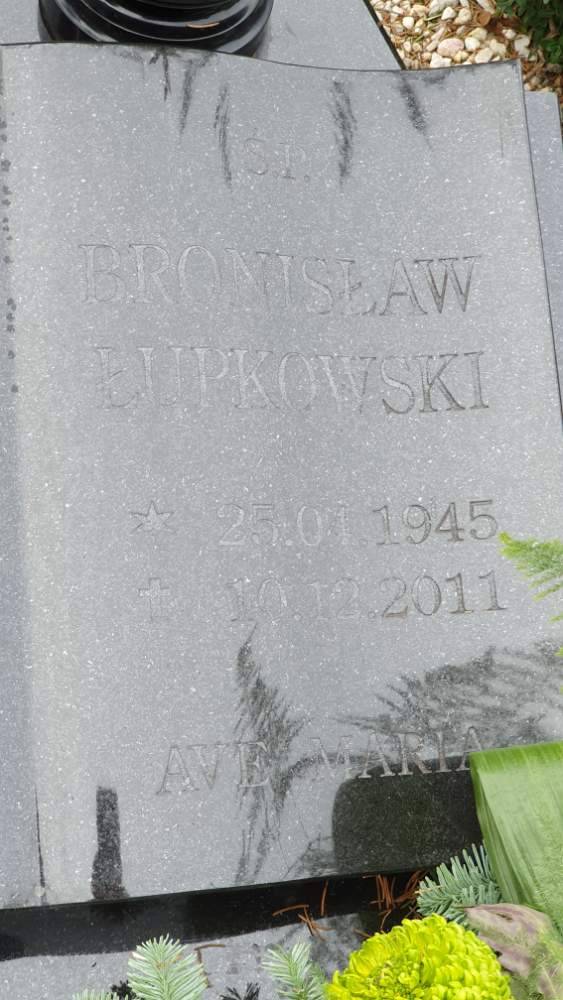 Ś.P.
BRONISŁAW
ŁUPKOWSKI
★ 25.01.1945
✝ 10.12.2011
AVE MARIA